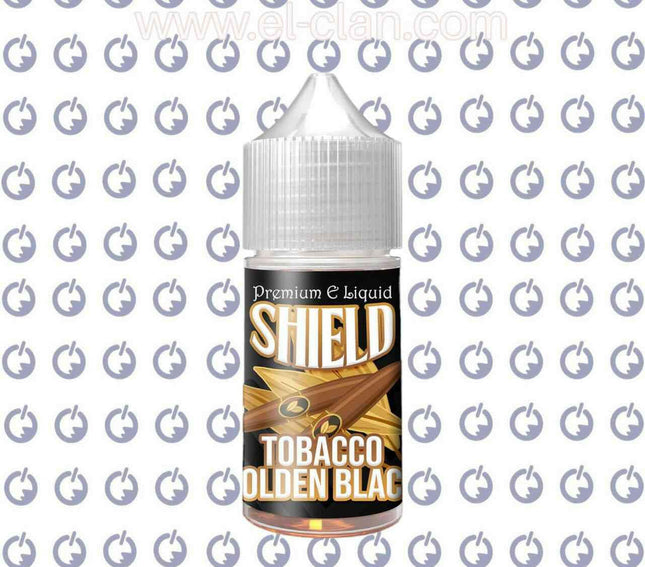 www.el-clan.com
Premium E Liquid
SHIELD
TOBACCO
OLDEN BLAC